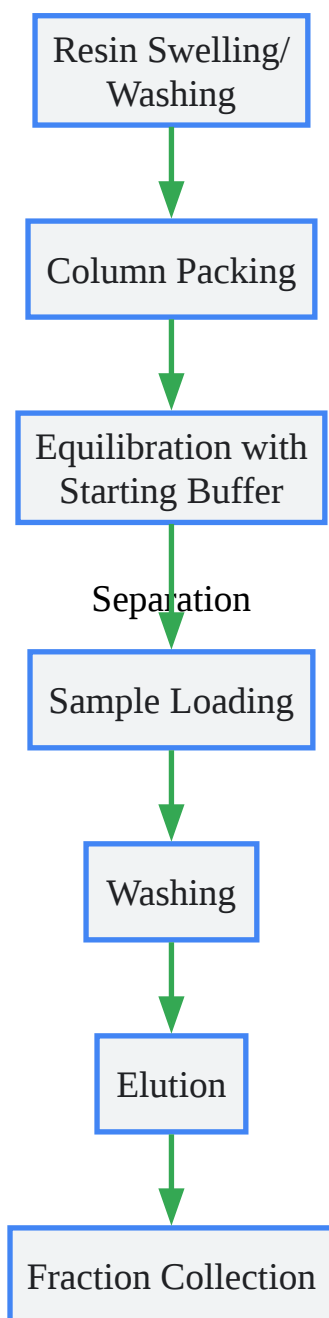 Resin Swelling/
Washing
Column Packing
Equilibration with
Starting Buffer
Separation
Sample Loading
Washing
Elution
Fraction Collection